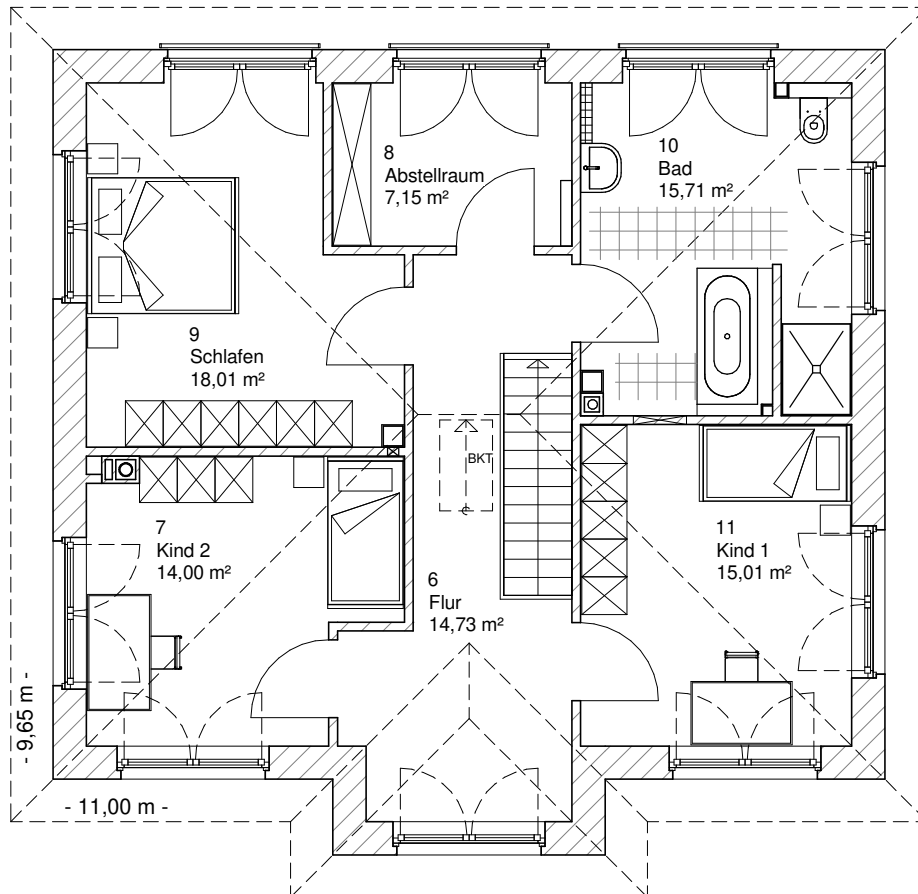 8
Abstellraum
7,15 m²
10
Bad
15,71 m²
9
Schlafen
18,01 m²
BKT
7
Kind 2
14,00 m²
6
Flur
14,73 m²
11
Kind 1
15,01 m²
- 9,65 m -
- 11,00 m -